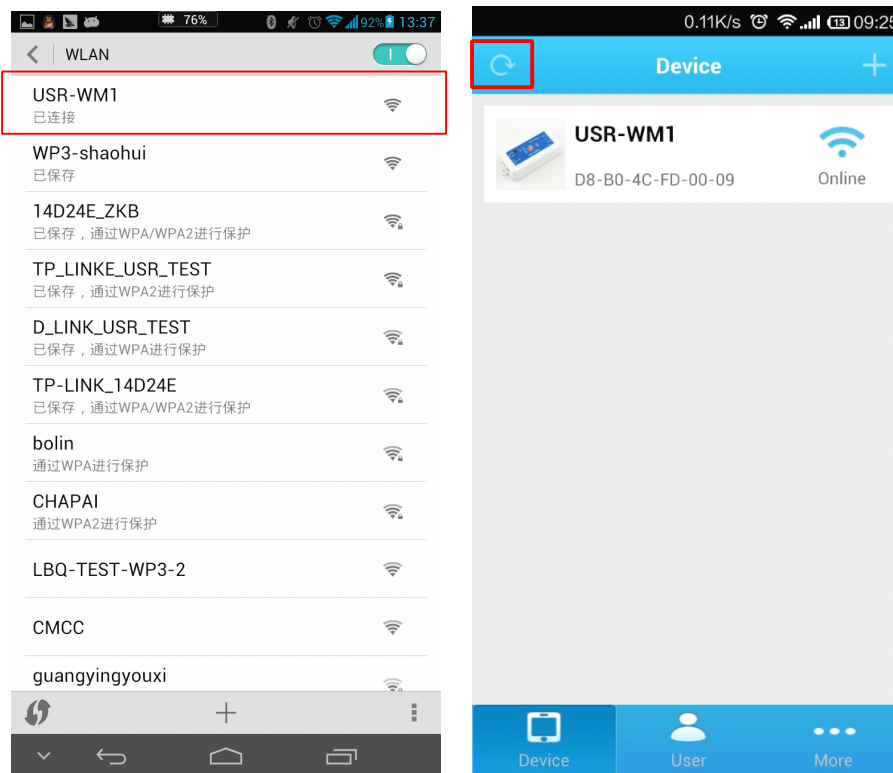 76%
92%
13:37
WLAN
USR-WM1
已连接
WP3-shaohui
已保存
14D24E_ZKB
已保存，通过WPA/WPA2进行保护
TP_LINKE_USR_TEST
已保存，通过WPA2进行保护
D_LINK_USR_TEST
已保存，通过WPA进行保护
TP-LINK_14D24E
已保存，通过WPA/WPA2进行保护
bolin
通过WPA进行保护
CHAPAI
通过WPA2进行保护
LBQ-TEST-WP3-2
CMCC
guangyingyouxi
0.11K/s
13
09:25
Device
USR-WM1
D8-B0-4C-FD-00-09
Online
Device
User
More